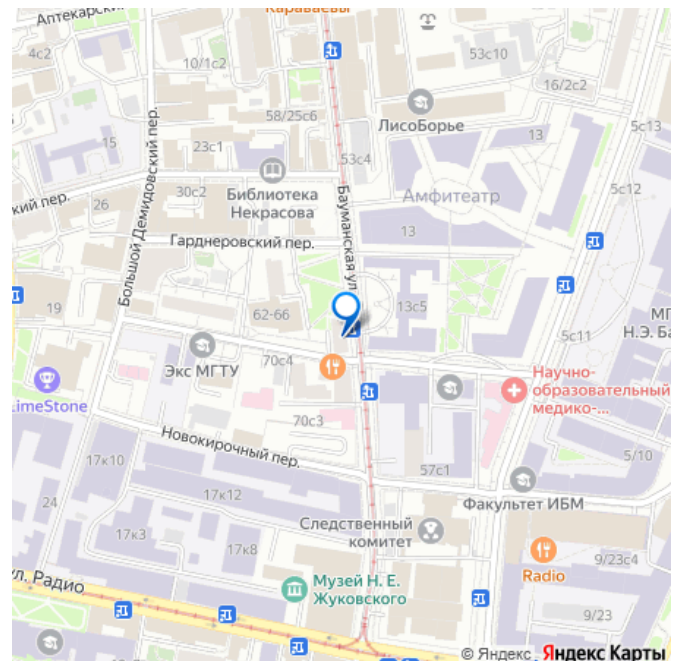 Аптекарский
Караваевы
4с2
10/1с2
53с10
16/2с2
58/25с6
ЛисоБорье
13
5с13
15
23с1
53с4
Библиотека
Некрасова
Амфитеатр
5с12
ский пер.
26
30с2
Большой Демидовский пер.
Бауманская ул
13
Гарднеровский пер.
19
62-66
13с5
5с11
МГ
Н.Э. Ба
Экс МГТУ
70с4
Научно-
образовательный
медико-...
LimeStone
70с3
Новокирочный пер.
17к10
57с1
5/10
24
17к12
Факультет ИБМ
Следственный
комитет
17к8
9/23с4
Radio
ул. Радио
Музей Н. Е.
Жуковского
9/23
© Яндекс Яндекс Карты